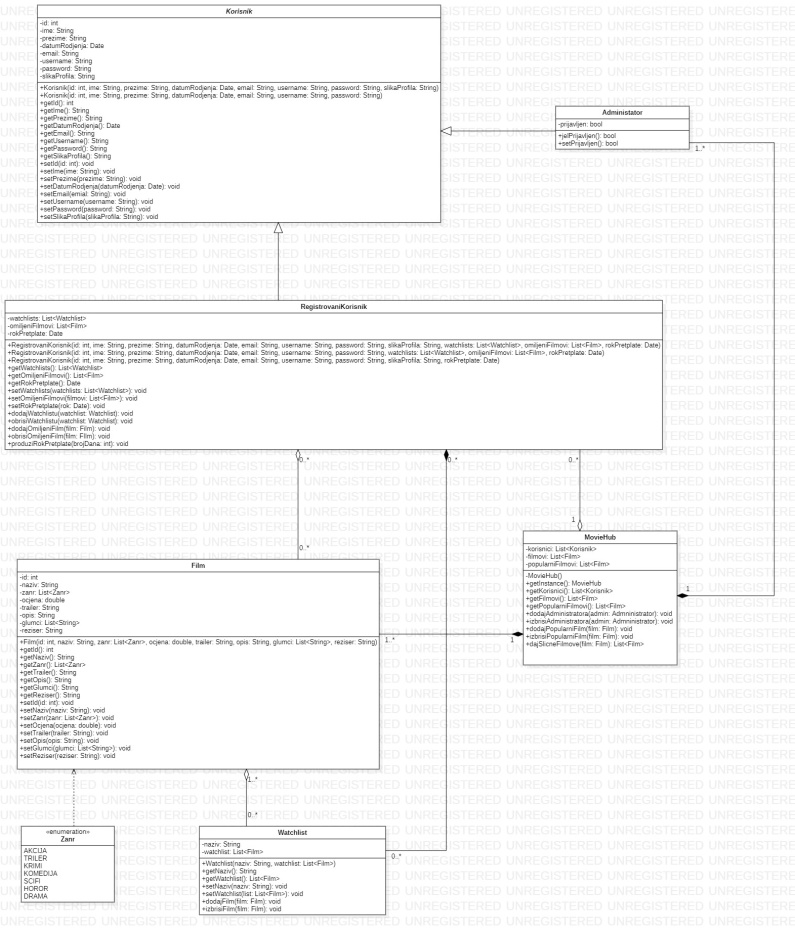 Korisnik
-id: int
-ime: String
-prezime: String
-datumRodjenja: Date
-email: String
-username: String
-password: String
-slikaProfila: String
+Korisnik(id: int, ime: String, prezime: String, datumRodjenja: Date, email: String, username: String, password: String, slikaProfila: String)
+Korisnik(id: int, ime: String, prezime: String, datumRodjenja: Date, email: String, username: String, password: String)
+getId(): int
+getIme(): String
+getPrezime(): String
+getDatumRodjenja(): Date
+getEmail(): String
+getUsername(): String
+getPassword(): String
+getSlikaProfila(): String
+setId(id: int): void
+setIme(ime: String): void
+setPrezime(prezime: String): void
+setDatumRodjenja(datumRodjenja: Date): void
+setEmail(emial: String): void
+setUsername(username: String): void
+setPassword(password: String): void
+setSlikaProfila(slikaProfila: String): void
Administator
-prijavljen: bool
+jelPrijavljen(): bool
+setPrijavljen(): bool
1..*
RegistrovaniKorisnik
-watchlists: List<Watchlist>
-omiljeniFilmovi: List<Film>
-rokPretplate: Date
+RegistrovaniKorisnik(id: int, ime: String, prezime: String, datumRodjenja: Date, email: String, username: String, password: String, slikaProfila: String, watchlists: List<Watchlist>, omiljeniFilmovi: List<Film>, rokPretplate: Date)
+RegistrovaniKorisnik(id: int, ime: String, prezime: String, datumRodjenja: Date, email: String, username: String, password: String, watchlists: List<Watchlist>, omiljeniFilmovi: List<Film>, rokPretplate: Date)
+RegistrovaniKorisnik(id: int, ime: String, prezime: String, datumRodjenja: Date, email: String, username: String, password: String, slikaProfila: String, rokPretplate: Date)
+getWatchlists(): List<Watchlist>
+getOmiljeniFilmovi(): List<Film>
+getRokPretplate(): Date
+setWatchlists(watchlists: List<Watchlist>): void
+setOmiljeniFilmovi(filmovi: List<Film>): void
+setRokPretplate(rok: Date): void
+dodajWatchlistu(watchlist: Watchlist): void
+obrisiWatchlistu(watchlist: Watchlist): void
+dodajOmiljeniFilm(film: Film): void
+obrisiOmiljeniFilm(film: FIlm): void
+produziRokPretplate(brojDana: int): void
0..*
0..*
0..*
0..*
1
MovieHub
-korisnici: List<Korisnik>
-filmovi: List<Film>
-popularniFilmovi: List<Film>
-MovieHub()
+getInstance(): MovieHub
+getKorisnici(): List<Korisnik>
+getFilmovi(): List<Film>
+getPopularniFilmovi(): List<Film>
+dodajAdministratora(admin: Admninistrator): void
+izbrisiAdministratora(admin: Admninistrator): void
+dodajPopularniFilm(film: Film): void
+izbrisiPopularniFilm(film: Film): void
+dajSlicneFilmove(film: Film): List<Film>
1
1
1..*
Film
-id: int
-naziv: String
-zanr: List<Zanr>
-ocjena: double
-trailer: String
-opis: String
-glumci: List<String>
-reziser: String
+Film(id: int, naziv: String, zanr: List<Zanr>, ocjena: double, trailer: String, opis: String, glumci: List<String>, reziser: String)
+getId(): int
+getNaziv(): String
+getZanr(): List<Zanr>
+getTrailer(): String
+getOpis(): String
+getGlumci(): String
+getReziser(): String
+setId(id: int): void
+setNaziv(naziv: String): void
+setZanr(zanr: List<Zanr>): void
+setOcjena(ocjena: double): void
+setTrailer(trailer: String): void
+setOpis(opis: String): void
+setGlumci(glumci: List<String>): void
+setReziser(reziser: String): void
1..*
0..*
«enumeration»
Zanr
AKCIJA
TRILER
KRIMI
KOMEDIJA
SCIFI
HOROR
DRAMA
Watchlist
-naziv: String
-watchlist: List<Film>
+Watchlist(naziv: String, watchlist: List<Film>)
+getNaziv(): String
+getWatchlist(): List<Film>
+setNaziv(naziv: String): void
+setWatchlist(list: List<Film>): void
+dodajFilm(film: Film): void
+izbrisiFilm(film: Film): void
0..*